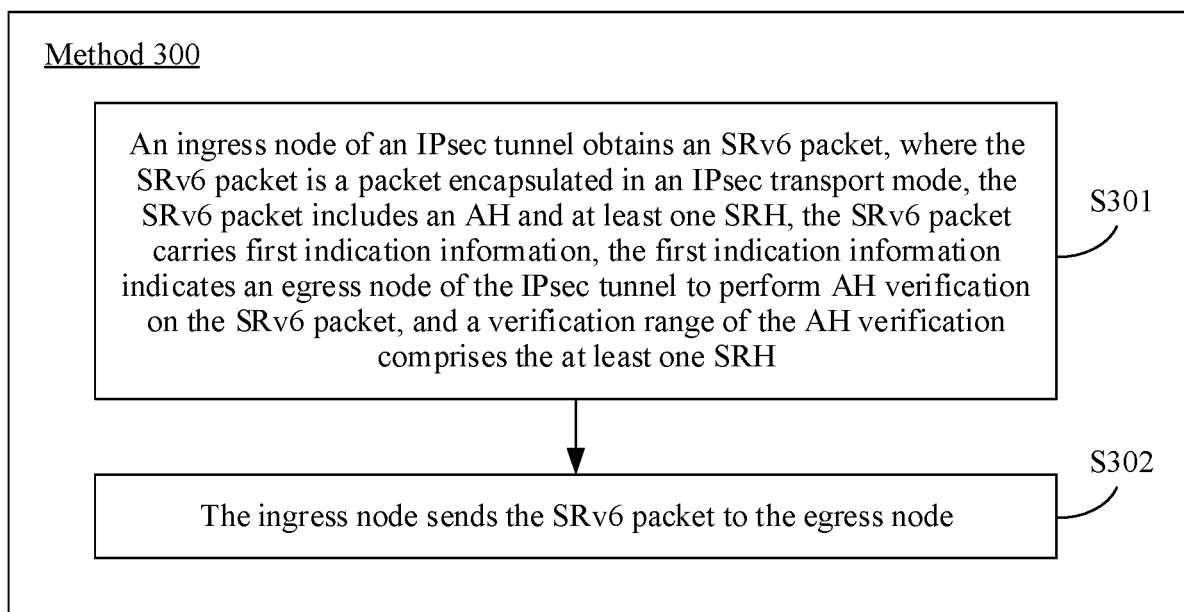 Method 300
An ingress node of an IPsec tunnel obtains an SRv6 packet, where the
SRv6 packet is a packet encapsulated in an IPsec transport mode, the
SRv6 packet includes an AH and at least one SRH, the SRv6 packet
carries first indication information, the first indication information
indicates an egress node of the IPsec tunnel to perform AH verification
on the SRv6 packet, and a verification range of the AH verification
comprises the at least one SRH
S301
The ingress node sends the SRv6 packet to the egress node
S302